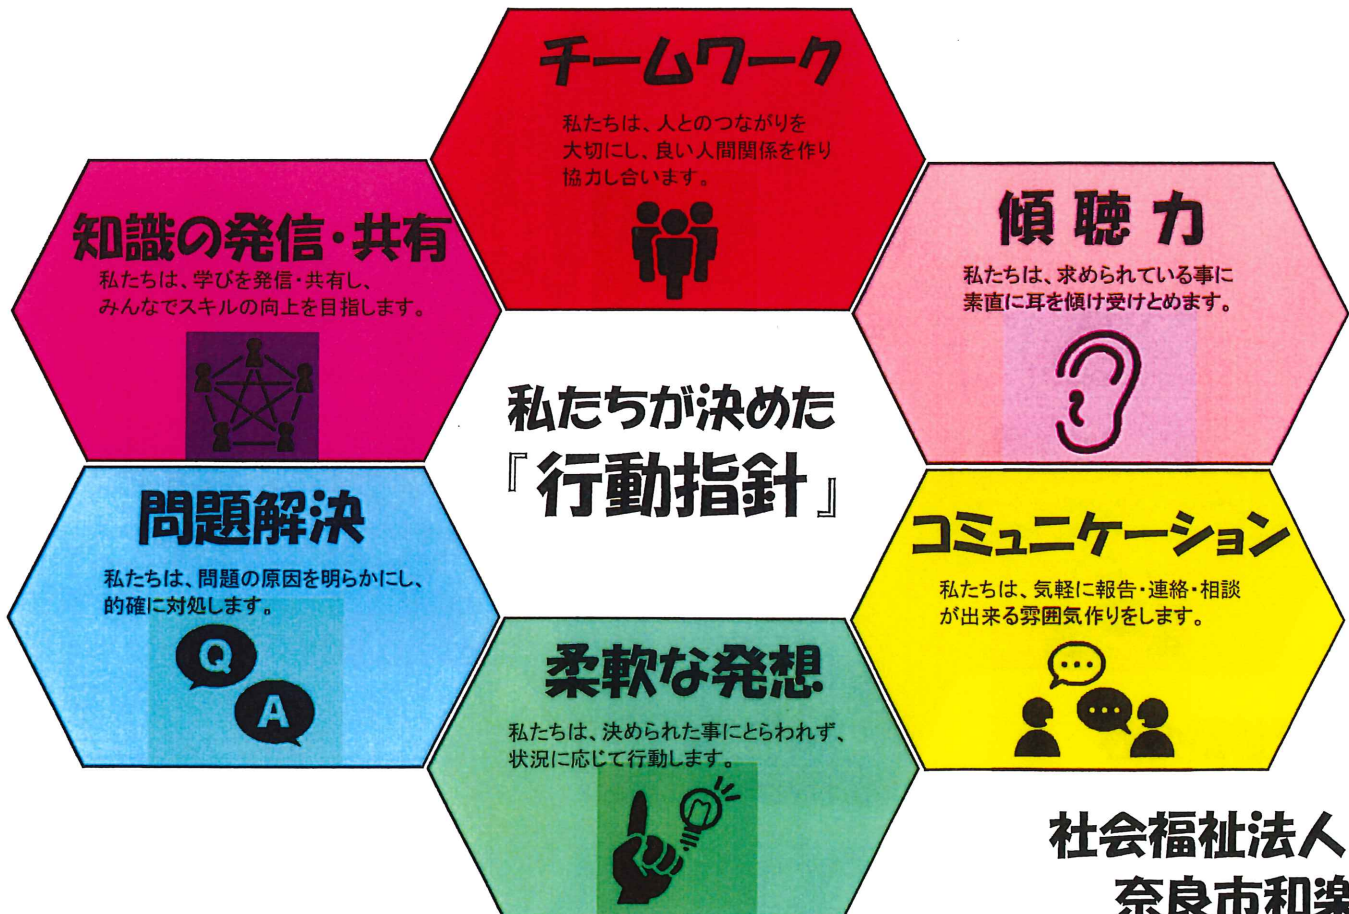 チームワーク
私たちは、人とのつながりを
大切にし、良い人間関係を作り
協力し合います。
知識の発信・共有
私たちは、学びを発信・共有し、
みんなでスキルの向上を目指します。
傾聴力
私たちは、求められている事に
素直に耳を傾け受けとめます。
私たちが決めた
『行動指針』
問題解決
私たちは、問題の原因を明らかにし、
的確に対処します。
Q
A
コミュニケーション
私たちは、気軽に報告・連絡・相談
が出来る雰囲気作りをします。
柔軟な発想
私たちは、決められた事にとらわれず、
状況に応じて行動します。
社会福祉法人
奈良市和楽